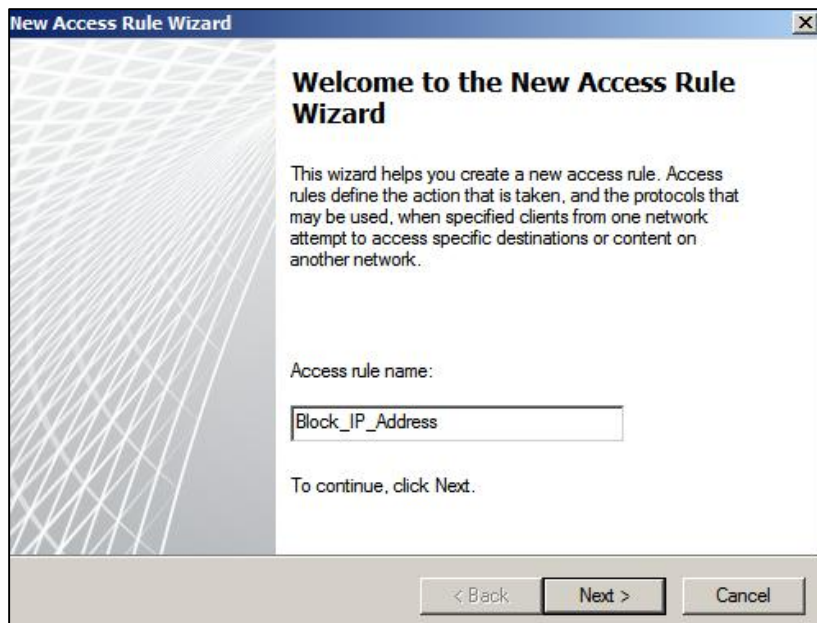 New Access Rule Wizard
Welcome to the New Access Rule
Wizard
This wizard helps you create a new access rule. Access
rules define the action that is taken, and the protocols that
may be used, when specified clients from one network
attempt to access specific destinations or content on
another network.
Access rule name:
Block_IP_Address
To continue, click Next.
< Back
Next >
Cancel